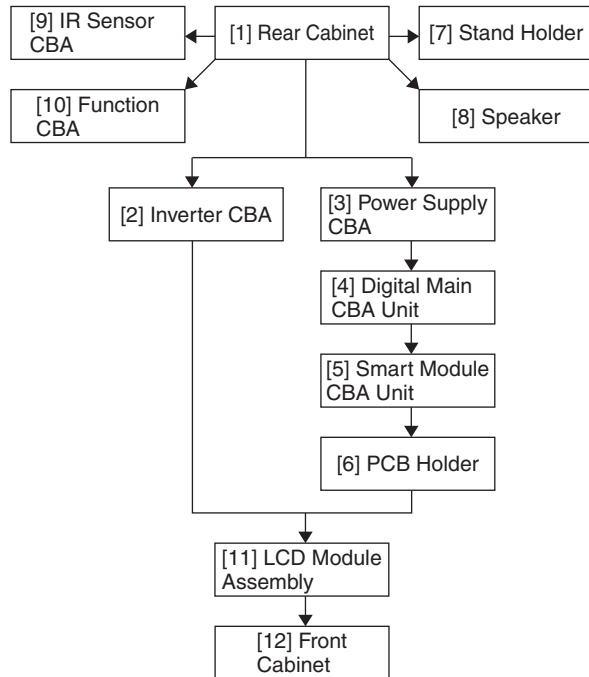 [9] IR Sensor
CBA
[1] Rear Cabinet
[7] Stand Holder
[10] Function
CBA
[8] Speaker
[2] Inverter CBA
[3] Power Supply
CBA
[4] Digital Main
CBA Unit
[5] Smart Module
CBA Unit
[6] PCB Holder
[11] LCD Module
Assembly
[12] Front
Cabinet